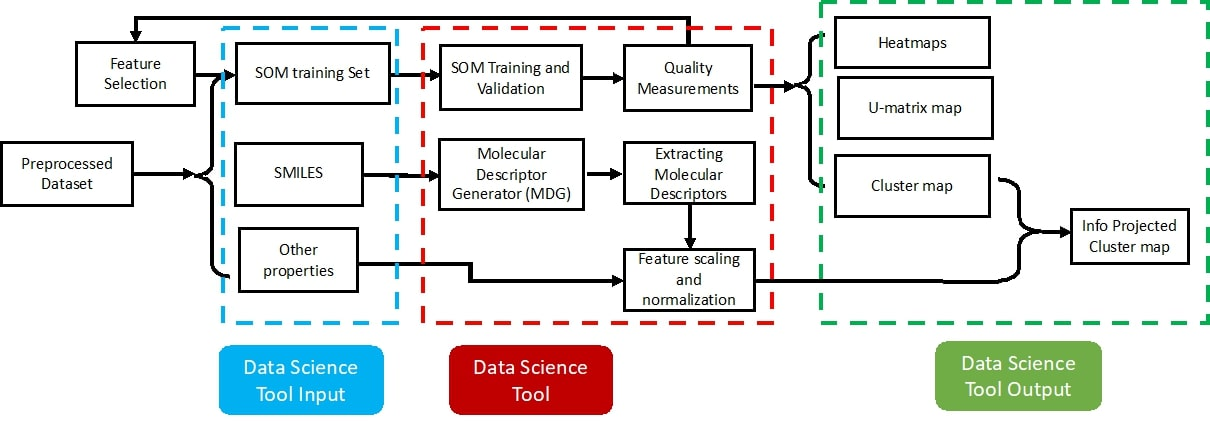 Feature
Selection
SOM training Set
SOM Training and
Validation
Quality
Measurements
Heatmaps
U-matrix map
Preprocessed
Dataset
SMILES
Molecular
Descriptor
Generator (MDG)
Extracting
Molecular
Descriptors
Cluster map
Other
properties
Feature scaling
and
normalization
Info Projected
Cluster map
Data Science
Tool Input
Data Science
Tool
Data Science
Tool Output